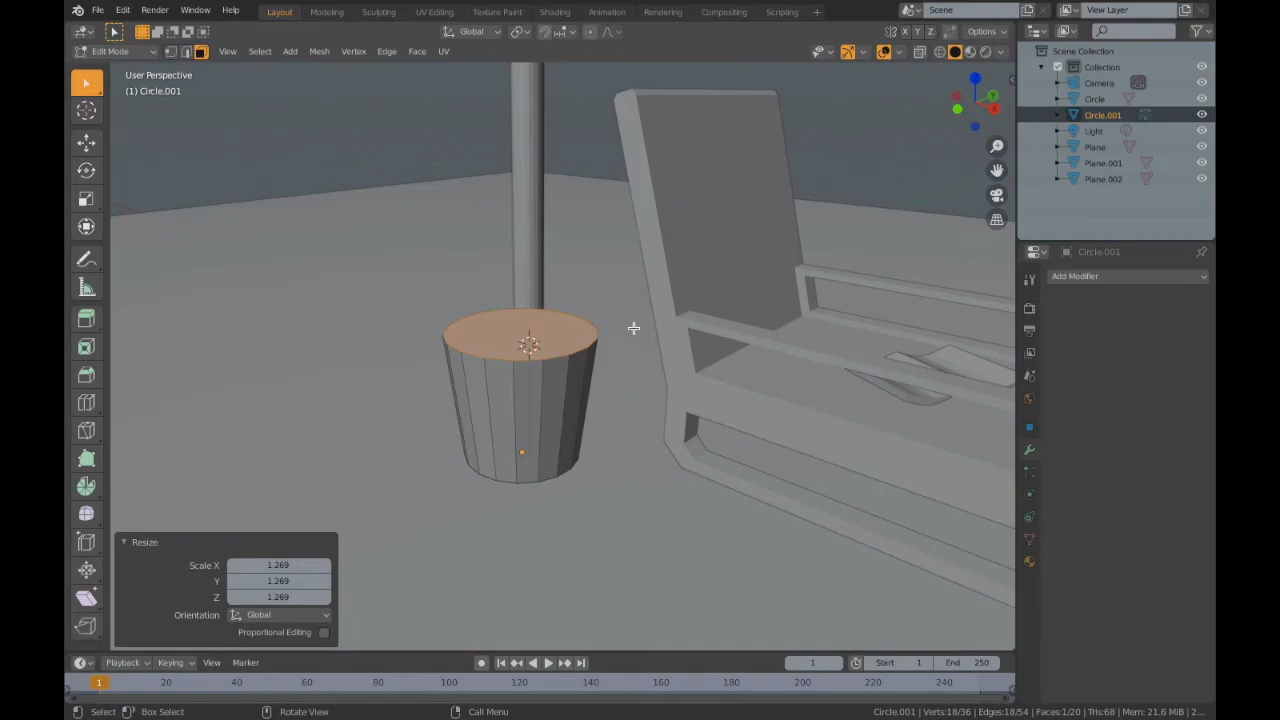 File Edit Render Window Help Layout Modeling Sculpting UV Editing Texture Paint Shading Animation Rendering Compositing Scripting + Scene View Layer
Edit Mode View Select Add Mesh Vertex Edge Face UV Global X Y Z Options
Scene Collection
Collection
Camera
Circle
Circle.001
Light
Plane
Plane.001
Plane.002
User Perspective
(1) Circle.001
Circle.001
Add Modifier
Resize
Scale X 1.269
Y 1.269
Z 1.269
Orientation Global
Proportional Editing
Playback Keying View Marker 1 Start 1 End 250
1 20 40 60 80 100 120 140 160 180 200 220 240
Select Box Select Rotate View Call Menu Circle.001 | Verts:18/36 | Edges:18/54 | Faces:1/20 | Tris:68 | Mem: 21.6 MiB | 2...